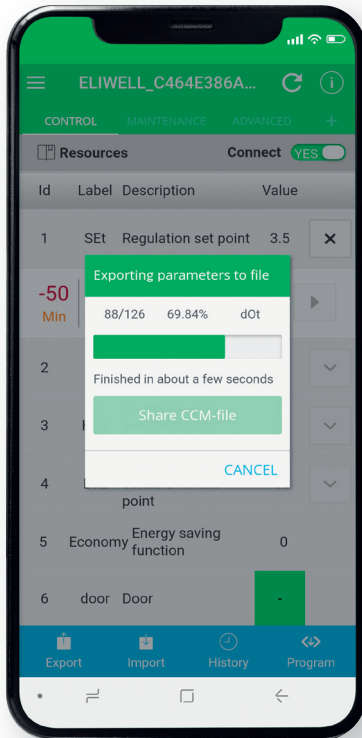 ELIWELL_C464E386A...
CONTROL MAINTENANCE ADVANCED +
Resources Connect YES
Id Label Description Value
1 SEt Regulation set point 3.5
Exporting parameters to file
-50
Min
88/126 69.84% dOt
2
Finished in about a few seconds
3
Share CCM-file
4
point
CANCEL
5 Economy Energy saving function 0
6 door Door -
Export Import History Program